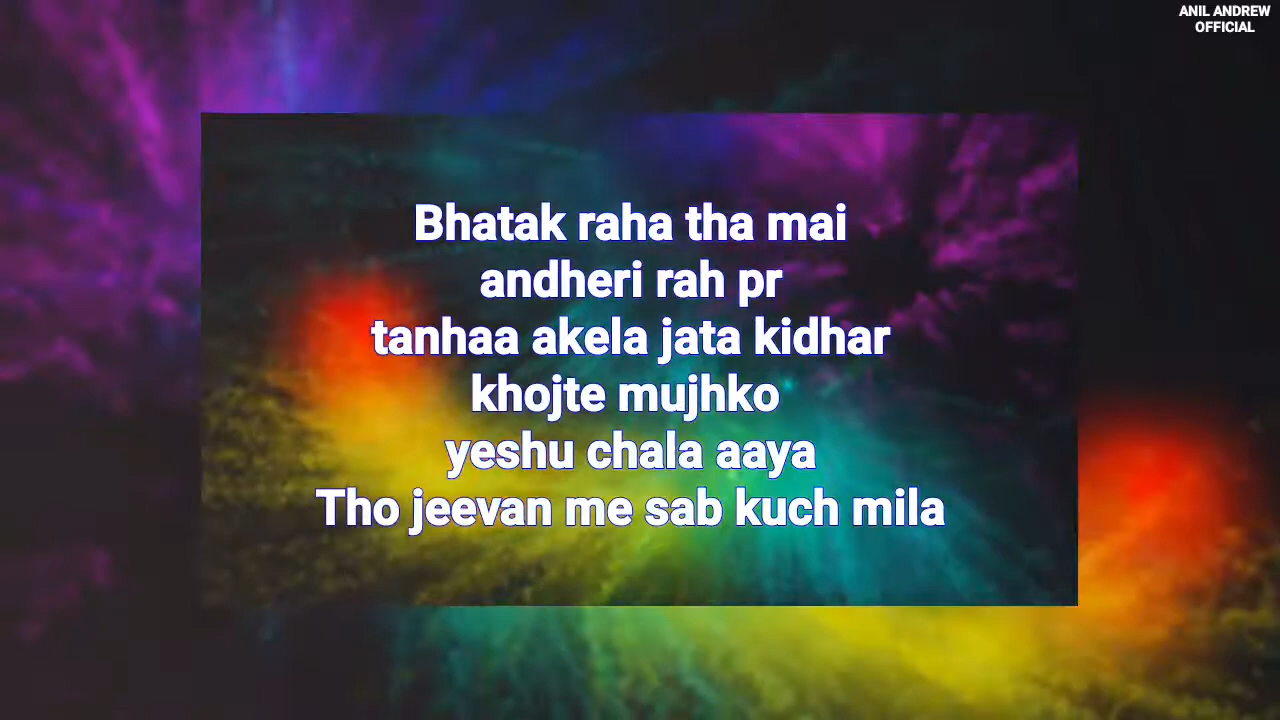 ANIL ANDREW
OFFICIAL
Bhatak raha tha mai
andheri rah pr
tanhaa akela jata kidhar
khojte mujhko
yeshu chala aaya
Tho jeevan me sab kuch mila